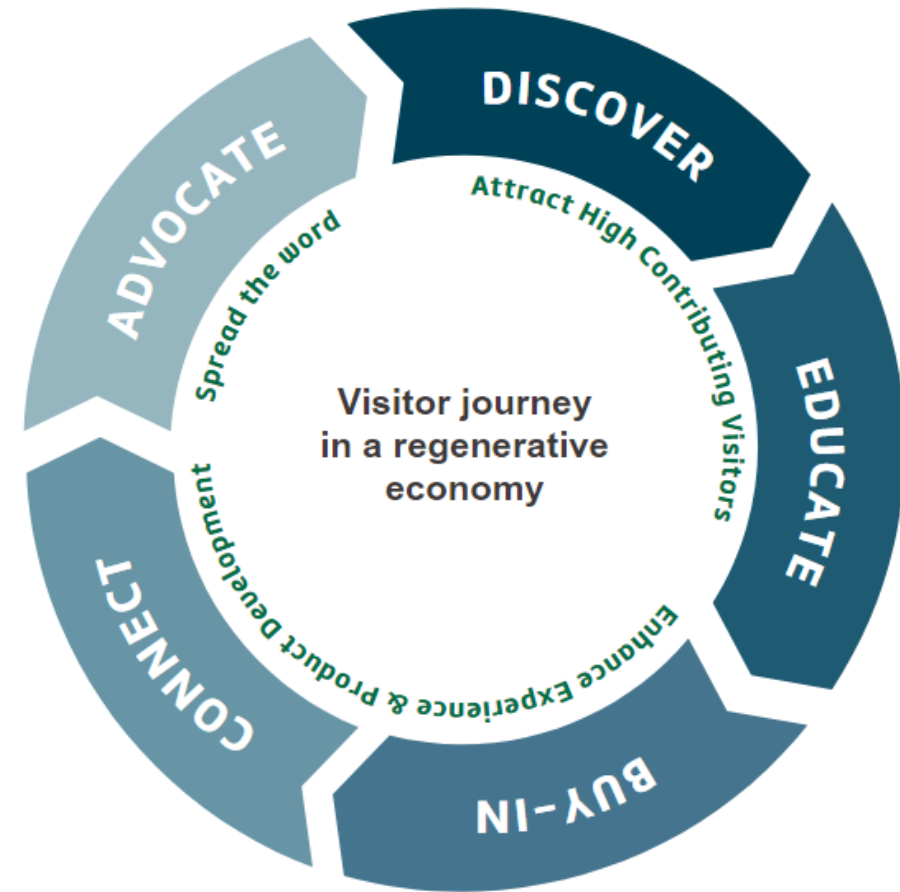 DISCOVER
EDUCATE
BUY-IN
CONNECT
ADVOCATE
Attract High Contributing Visitors
Enhance Experience & Product Development
Spread the word
Visitor journey
in a regenerative
economy